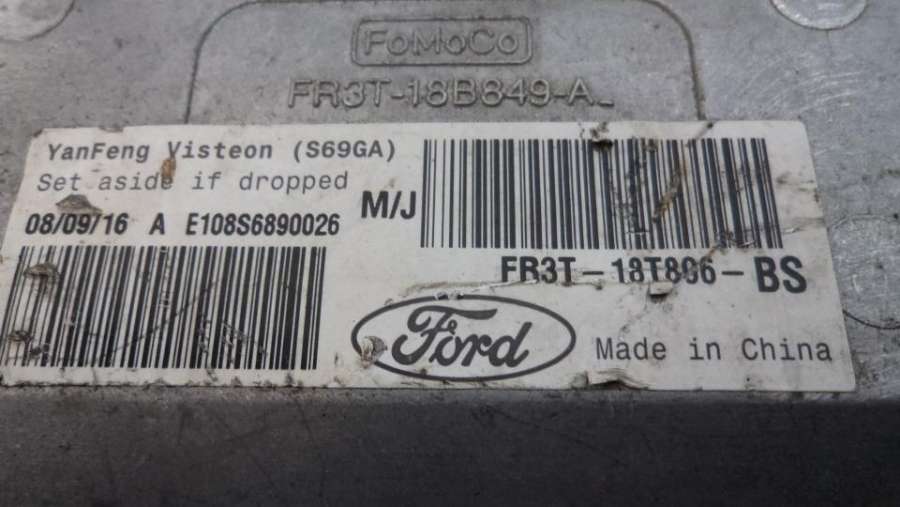 FoMoCo
FR3T-18B849-A
YanFeng Visteon (S69GA)
Set aside if dropped
08/09/16 A E108S6890026
M/J
FR3T-18T806-BS
Ford
Made in China